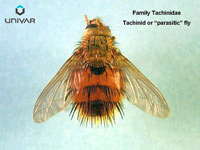 Family Tachinidae
Tachinid or "parasitic" fly
UNIVAR